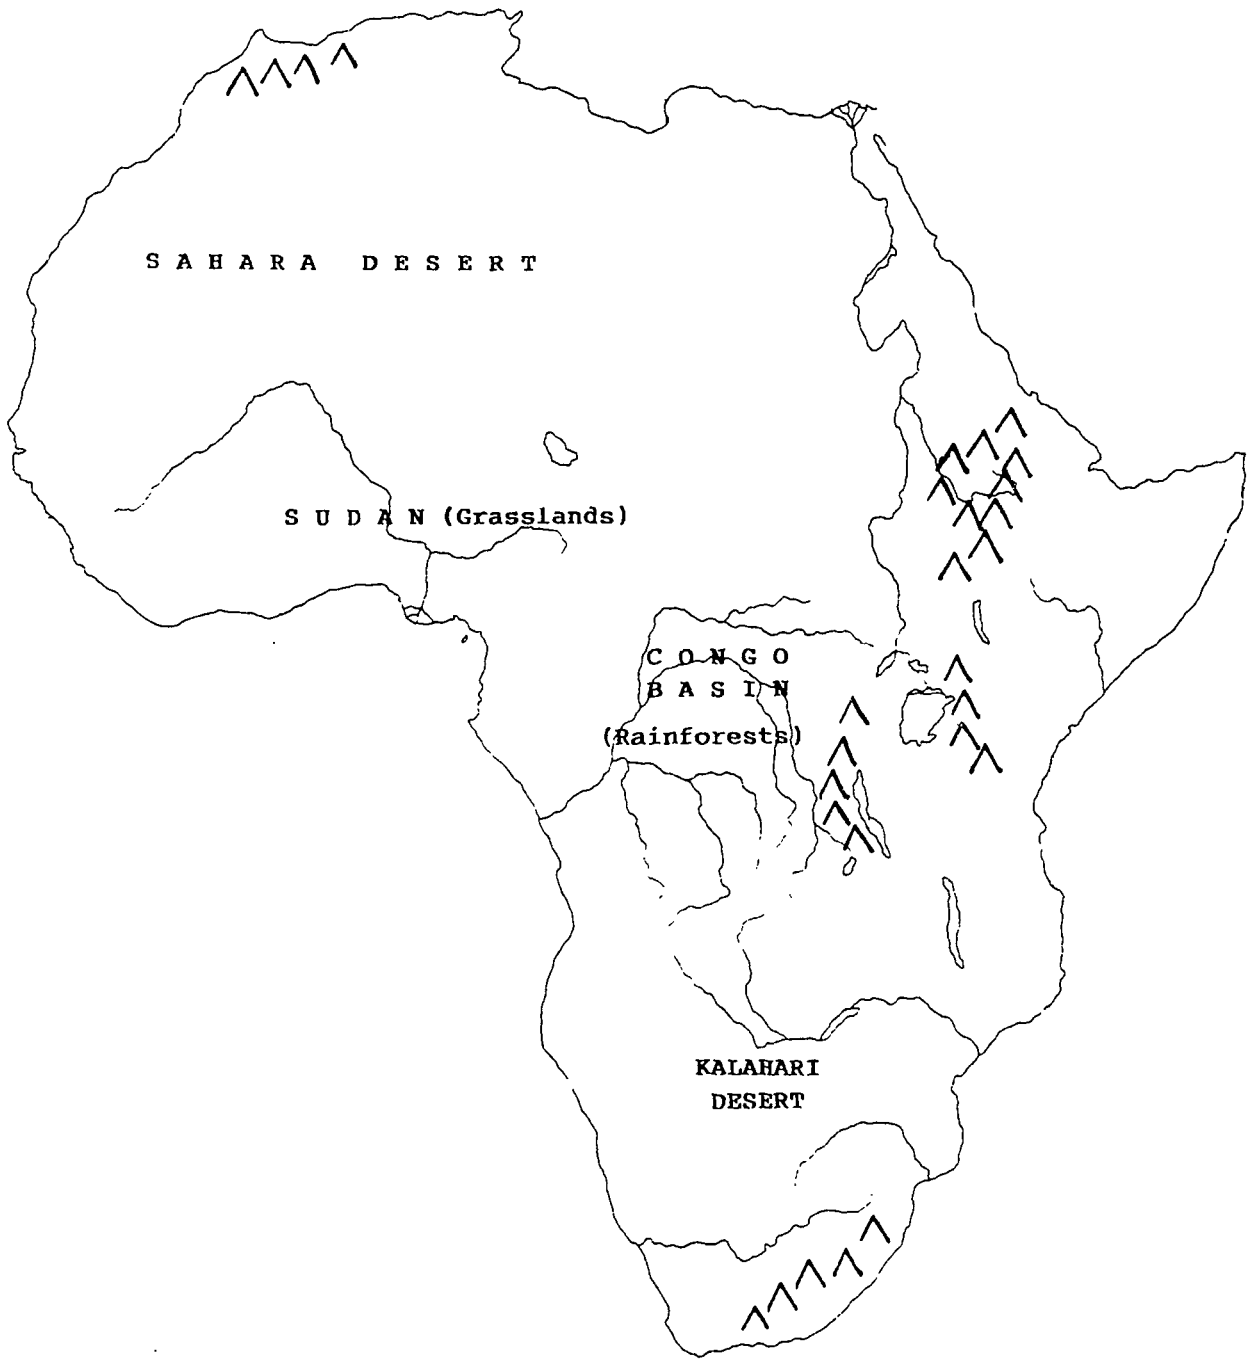 SAHARA DESERT
SUDAN (Grasslands)
CONGO
BASIN
(Rainforests)
KALAHARI
DESERT